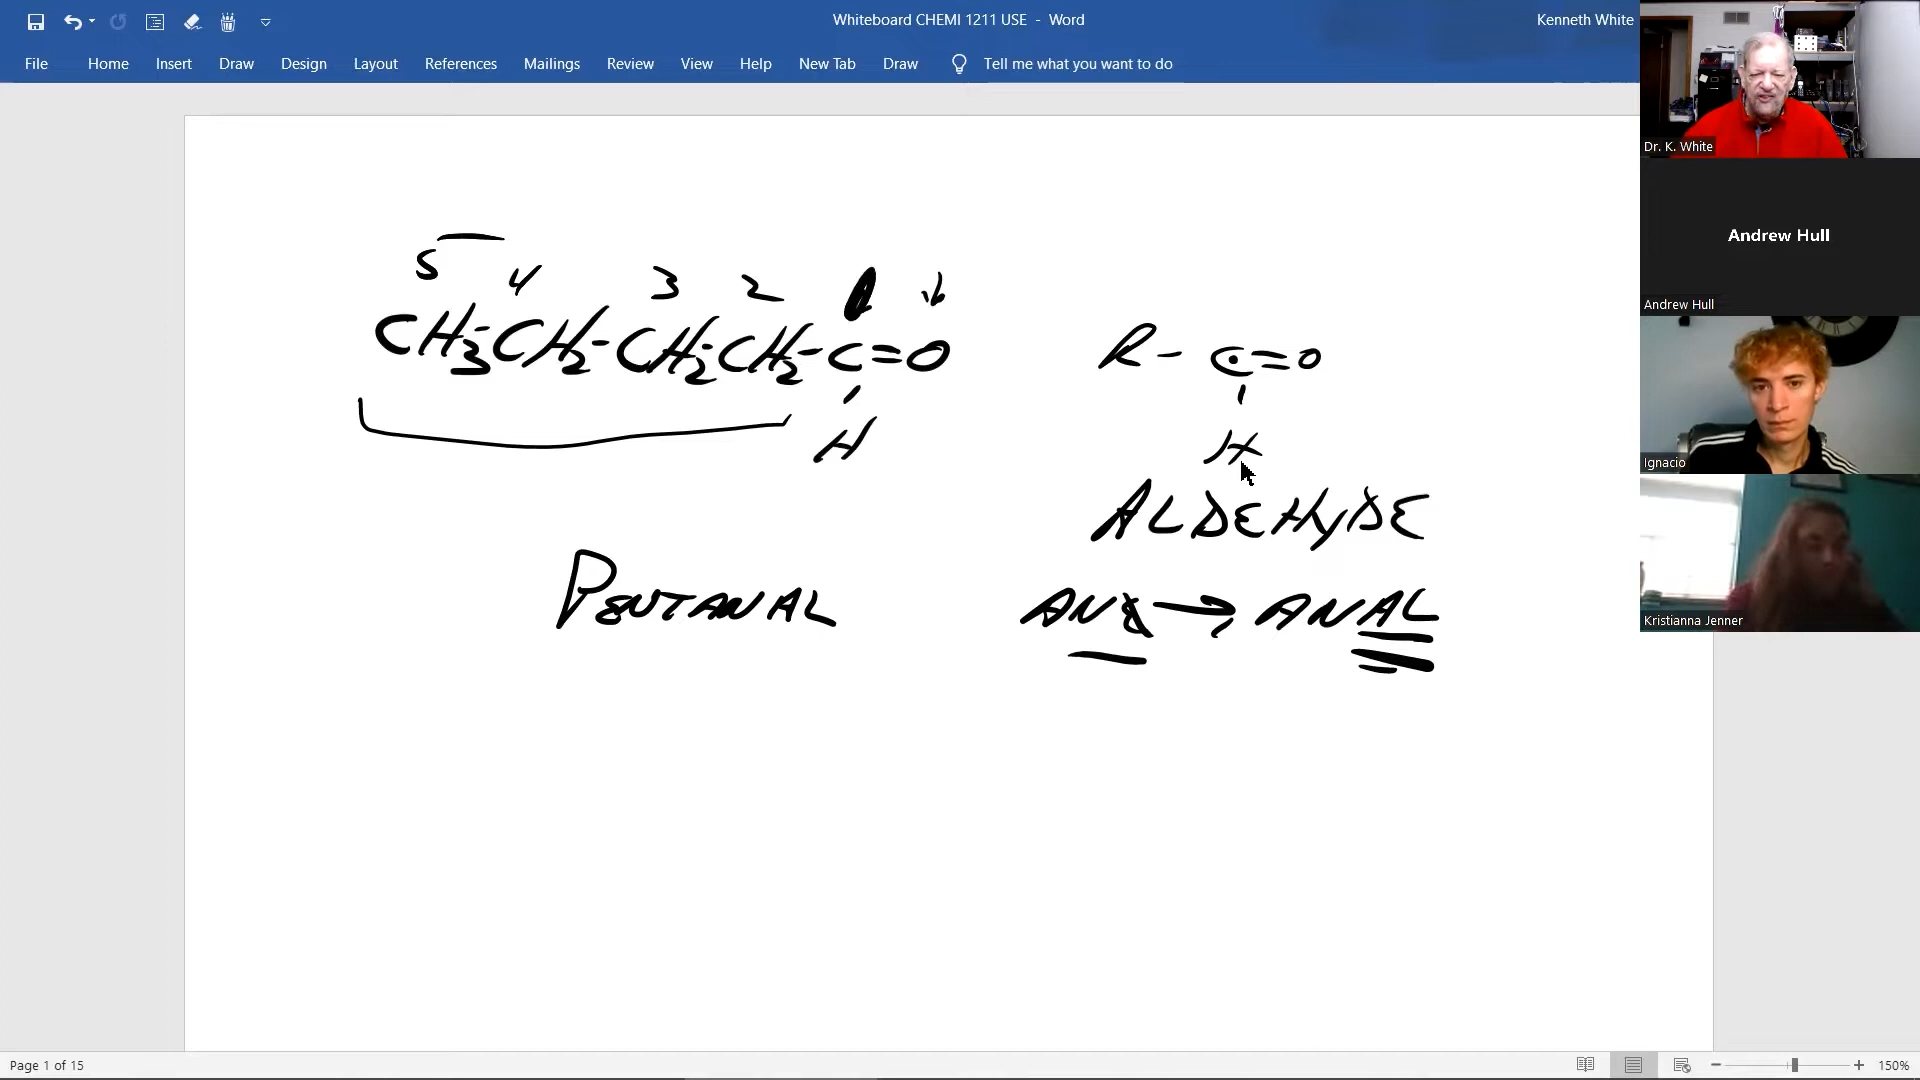 Whiteboard CHEMI 1211 USE - Word
Kenneth White
File Home Insert Draw Design Layout References Mailings Review View Help New Tab Draw Tell me what you want to do
Dr. K. White
Andrew Hull
Andrew Hull
Ignacio
Kristianna Jenner
5 4 3 2 1
CH3-CH2-CH2-CH2-C=O
H
R-C=O
H
ALDEHYDE
PENTANAL
ANE → ANAL
Page 1 of 15
150%